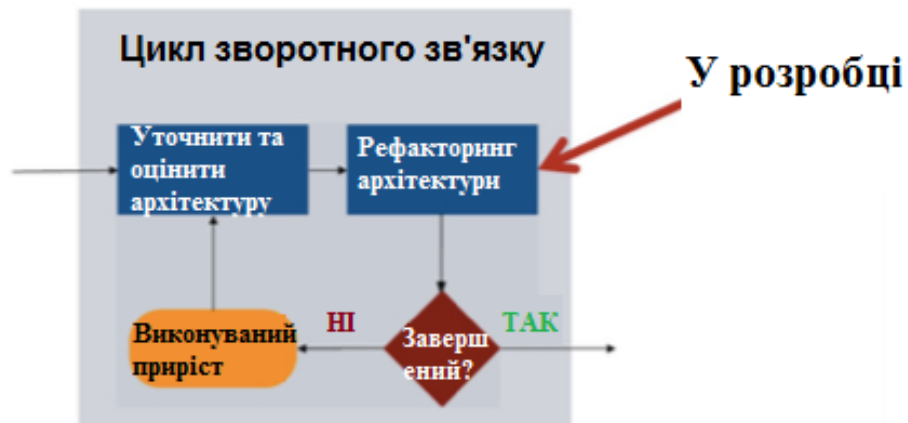 Цикл зворотного зв'язку
У розробці
Уточнити та
оцінити
архітектуру
Рефакторинг
архітектури
Виконуваний
приріст
НІ
Заверш
ений?
ТАК